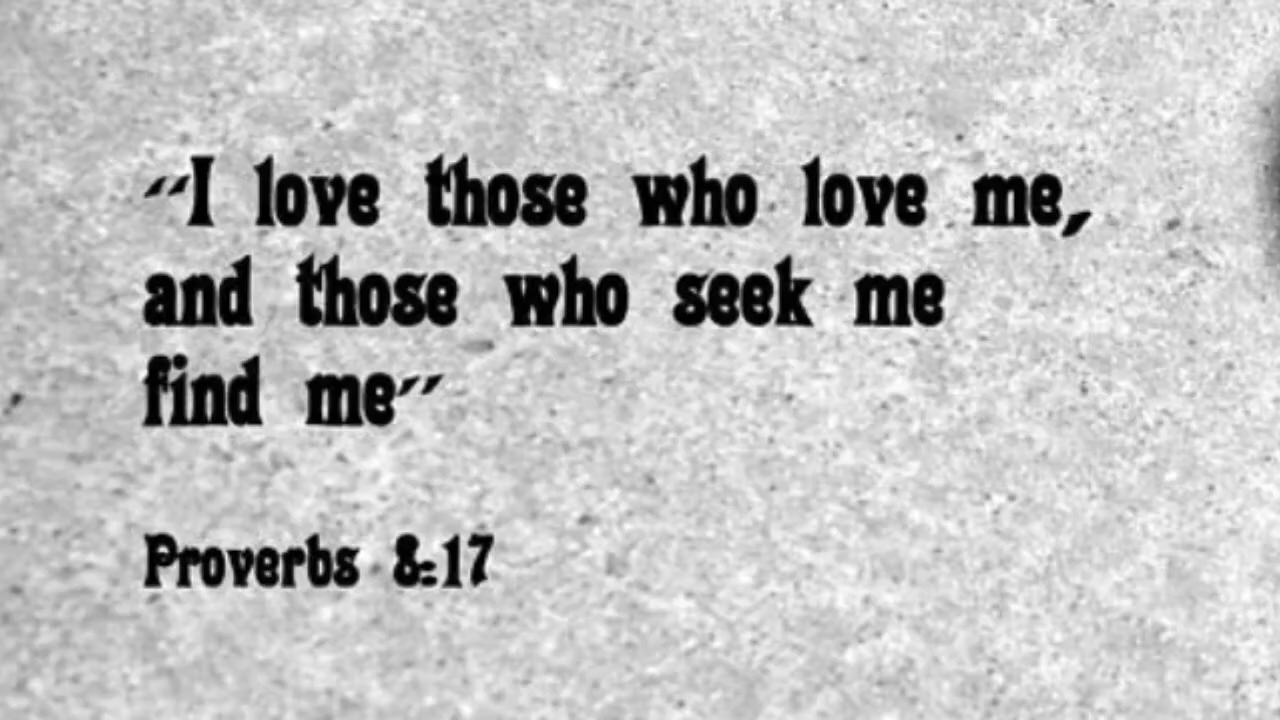 “I love those who love me,
and those who seek me
find me”
Proverbs 8:17